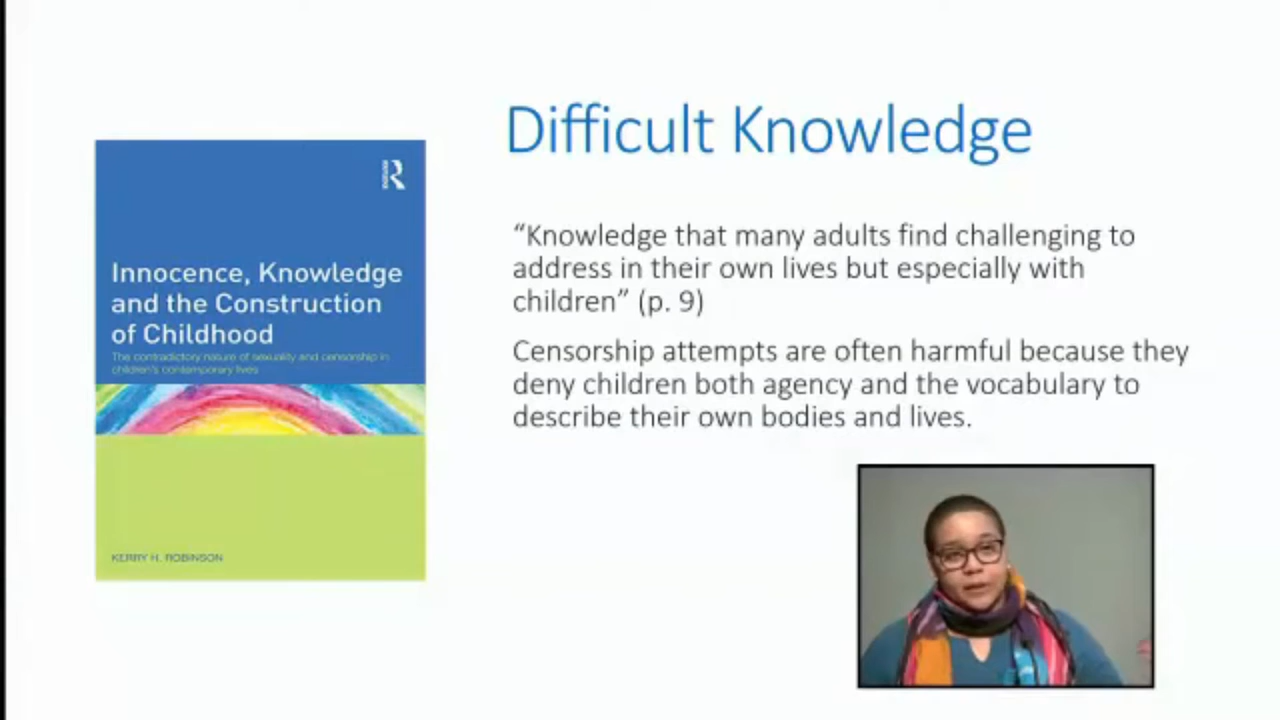 Difficult Knowledge
Innocence, Knowledge
and the Construction
of Childhood
The contradictory nature of sexuality and censorship in
children's contemporary lives
KERRY H. ROBINSON
“Knowledge that many adults find challenging to
address in their own lives but especially with
children” (p. 9)
Censorship attempts are often harmful because they
deny children both agency and the vocabulary to
describe their own bodies and lives.